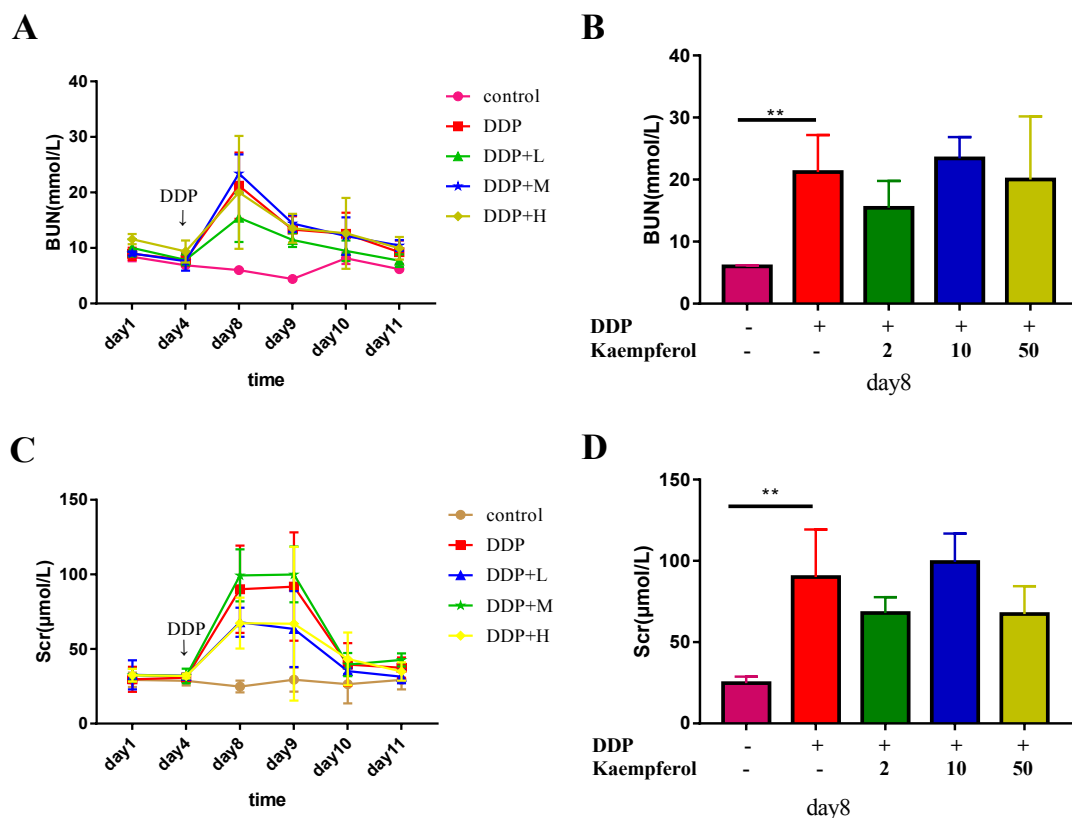 A
BUN(mmol/L)
40
30
20
10
0
DDP
↓
day1 day4 day8 day9 day10 day11
time
control
DDP
DDP+L
DDP+M
DDP+H
B
BUN(mmol/L)
40
30
20
10
0
**
DDP - + + + +
Kaempferol - - 2 10 50
day8
C
Scr(μmol/L)
150
100
50
0
DDP
↓
day1 day4 day8 day9 day10 day11
time
control
DDP
DDP+L
DDP+M
DDP+H
D
Scr(μmol/L)
150
100
50
0
**
DDP - + + + +
Kaempferol - - 2 10 50
day8